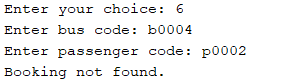 Enter your choice: 6
Enter bus code: b0004
Enter passenger code: p0002
Booking not found.